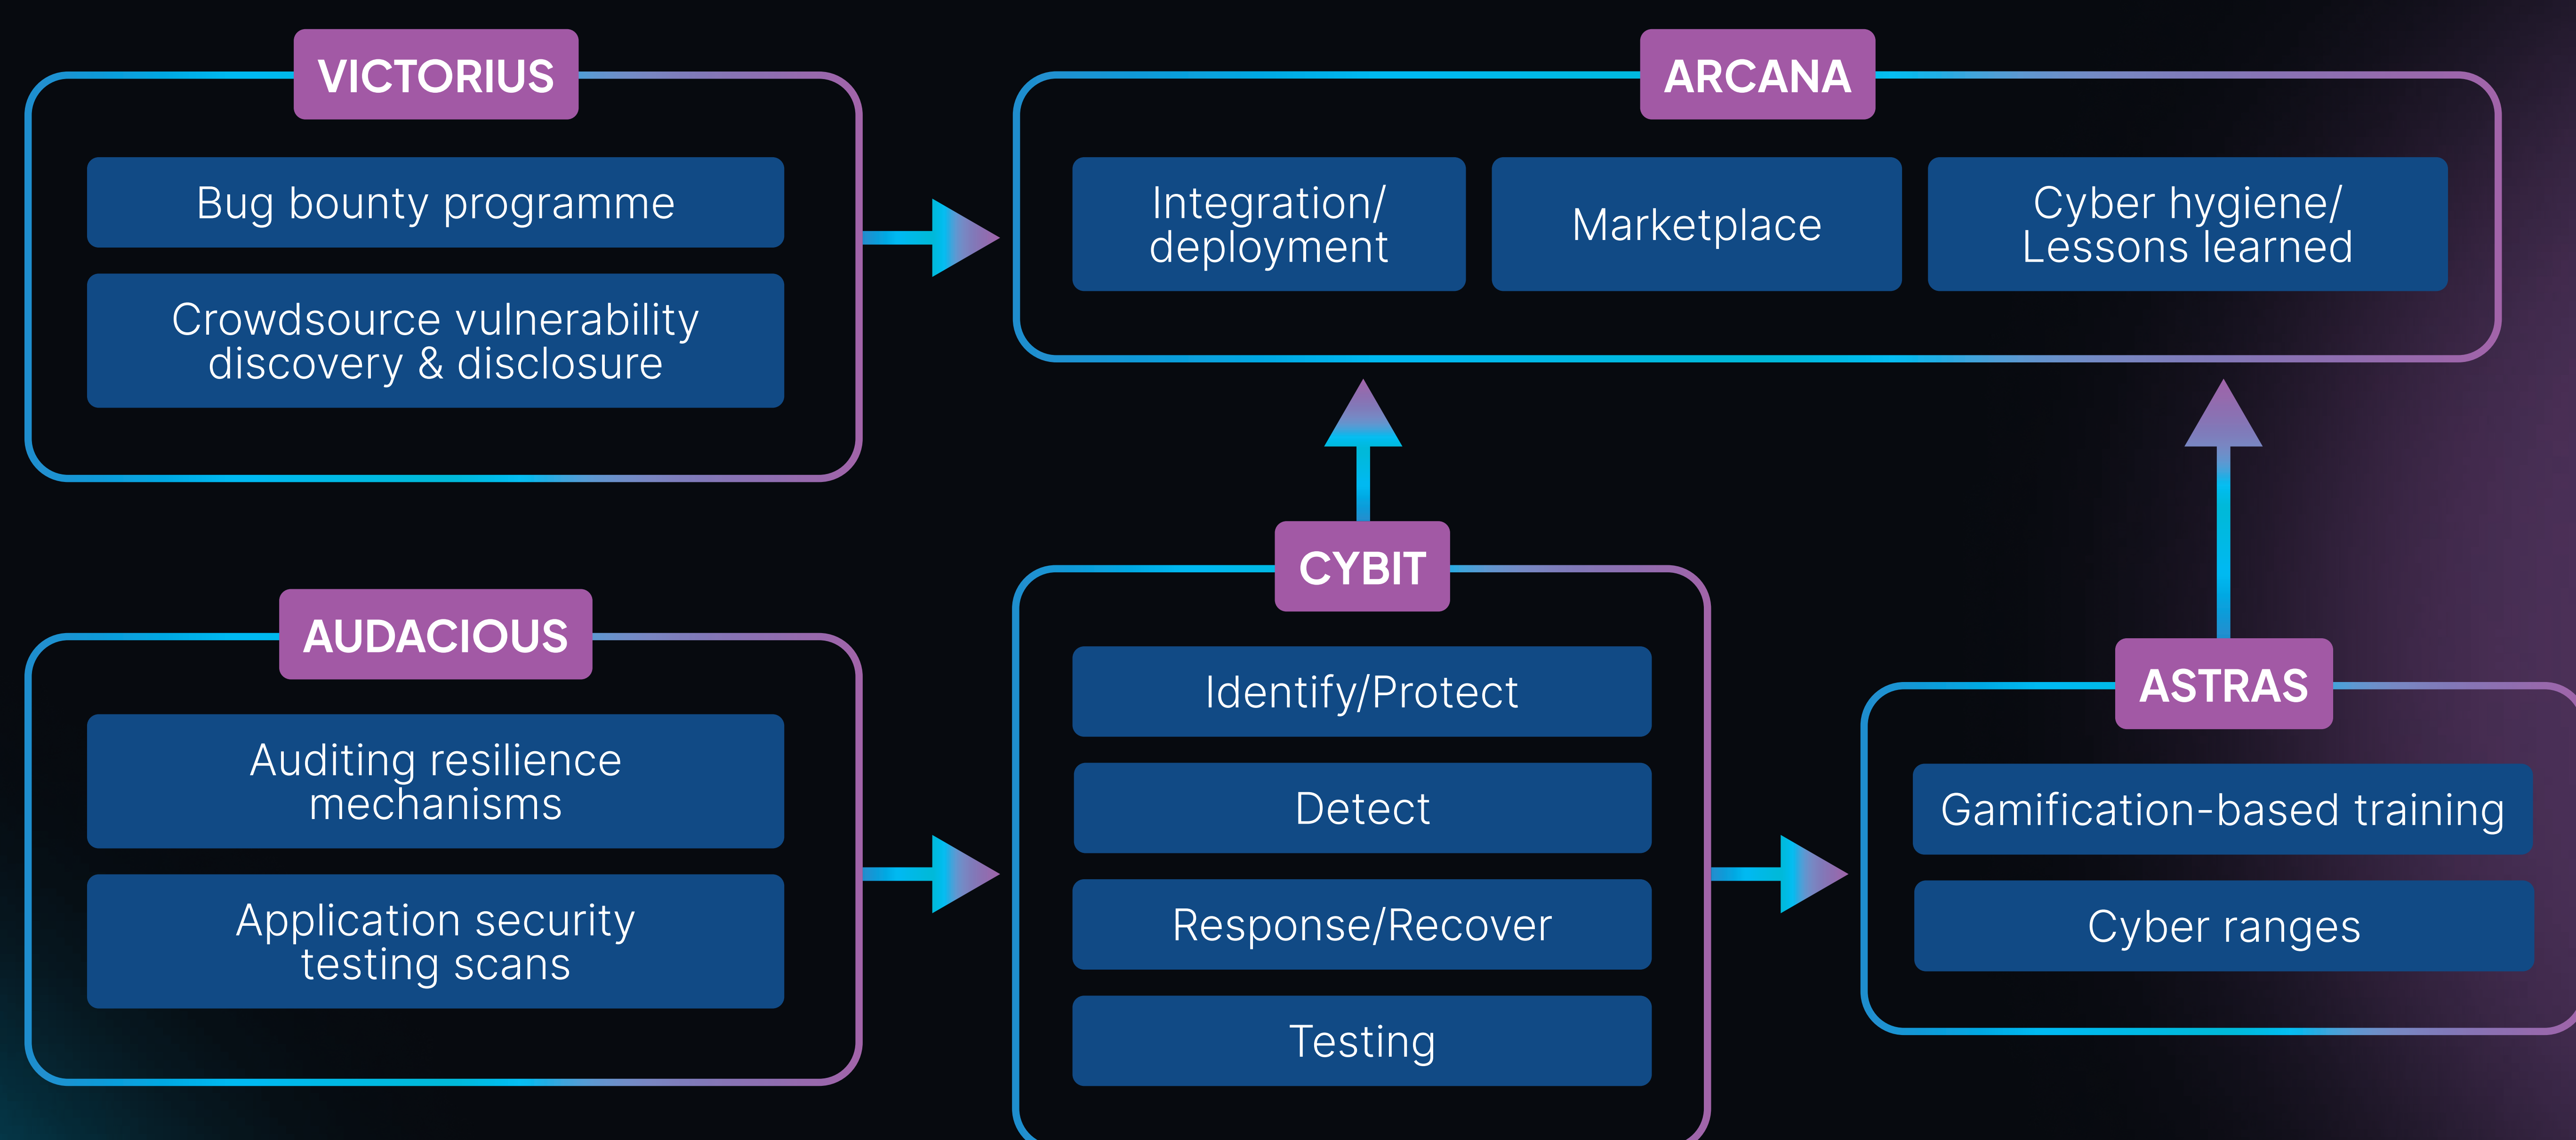 VICTORIUS
Bug bounty programme
Crowdsource vulnerability
discovery & disclosure
ARCANA
Integration/
deployment
Marketplace
Cyber hygiene/
Lessons learned
AUDACIOUS
Auditing resilience
mechanisms
Application security
testing scans
CYBIT
Identify/Protect
Detect
Response/Recover
Testing
ASTRAS
Gamification-based training
Cyber ranges